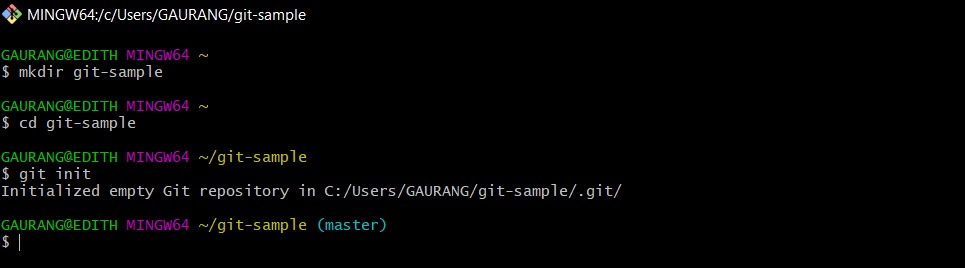 MINGW64:/c/Users/GAURANG/git-sample
GAURANG@EDITH MINGW64 ~
$ mkdir git-sample
GAURANG@EDITH MINGW64 ~
$ cd git-sample
GAURANG@EDITH MINGW64 ~/git-sample
$ git init
Initialized empty Git repository in C:/Users/GAURANG/git-sample/.git/
GAURANG@EDITH MINGW64 ~/git-sample (master)
$